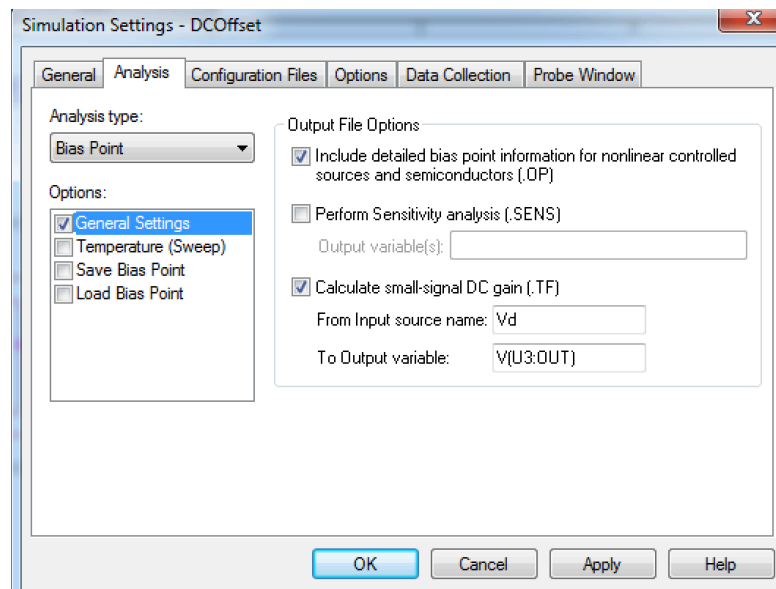 Simulation Settings - DCOffset
General
Analysis
Configuration Files
Options
Data Collection
Probe Window
Analysis type:
Bias Point
Options:
General Settings
Temperature (Sweep)
Save Bias Point
Load Bias Point
Output File Options
Include detailed bias point information for nonlinear controlled
sources and semiconductors (.OP)
Perform Sensitivity analysis (.SENS)
Output variable(s):
Calculate small-signal DC gain (.TF)
From Input source name: Vd
To Output variable: V(U3:OUT)
OK
Cancel
Apply
Help